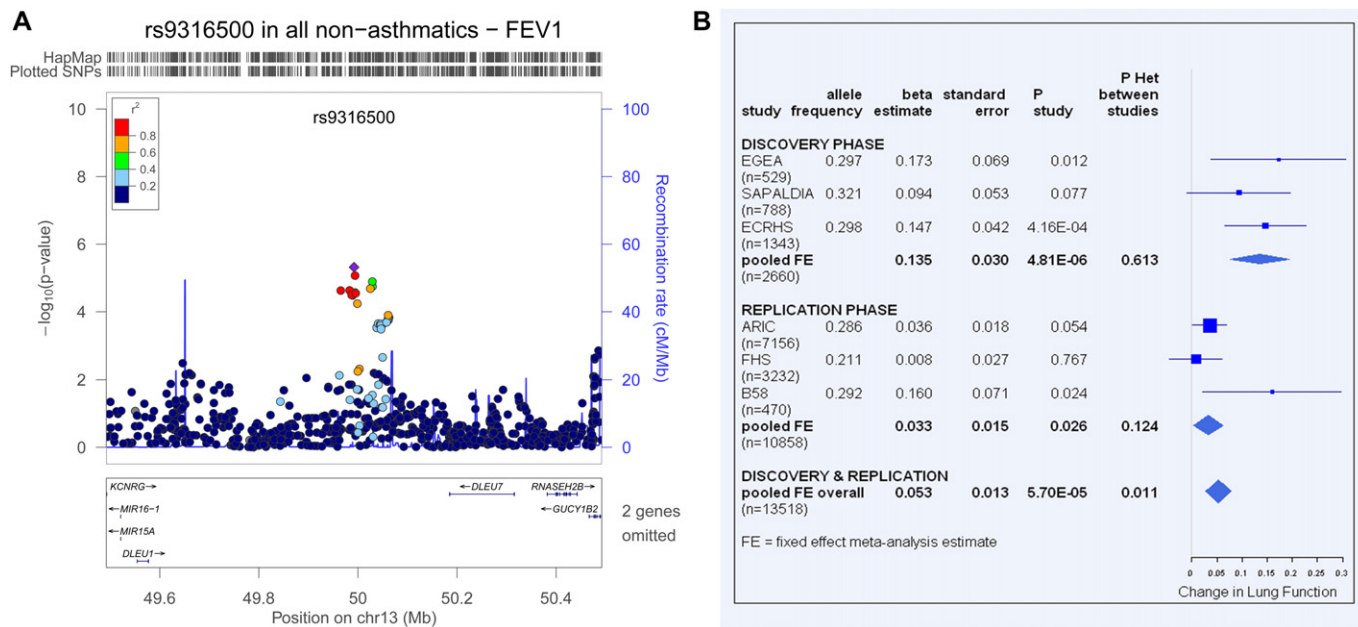 A
rs9316500 in all non−asthmatics − FEV1
HapMap
Plotted SNPs
10
8
6
4
2
0
−log10(p−value)
r2
0.8
0.6
0.4
0.2
rs9316500
100
80
60
40
20
0
Recombination rate (cM/Mb)
KCNRG→
←DLEU7
RNASEH2B→
←MIR16−1
←GUCY1B2
←MIR15A
DLEU1→
2 genes
omitted
49.6 49.8 50 50.2 50.4
Position on chr13 (Mb)
B
study allele frequency beta estimate standard error P study P Het between studies
DISCOVERY PHASE
EGEA 0.297 0.173 0.069 0.012
(n=529)
SAPALDIA 0.321 0.094 0.053 0.077
(n=788)
ECRHS 0.298 0.147 0.042 4.16E-04
(n=1343)
pooled FE 0.135 0.030 4.81E-06 0.613
(n=2660)
REPLICATION PHASE
ARIC 0.286 0.036 0.018 0.054
(n=7156)
FHS 0.211 0.008 0.027 0.767
(n=3232)
B58 0.292 0.160 0.071 0.024
(n=470)
pooled FE 0.033 0.015 0.026 0.124
(n=10858)
DISCOVERY & REPLICATION
pooled FE overall 0.053 0.013 5.70E-05 0.011
(n=13518)
FE = fixed effect meta-analysis estimate
0 0.05 0.1 0.15 0.2 0.25 0.3
Change in Lung Function